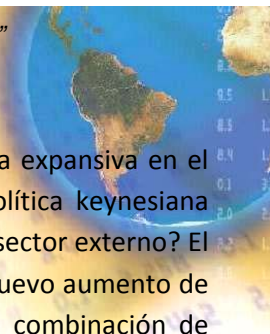 ”
a expansiva en el
olítica keynesiana
sector externo? El
uevo aumento de
combinación de